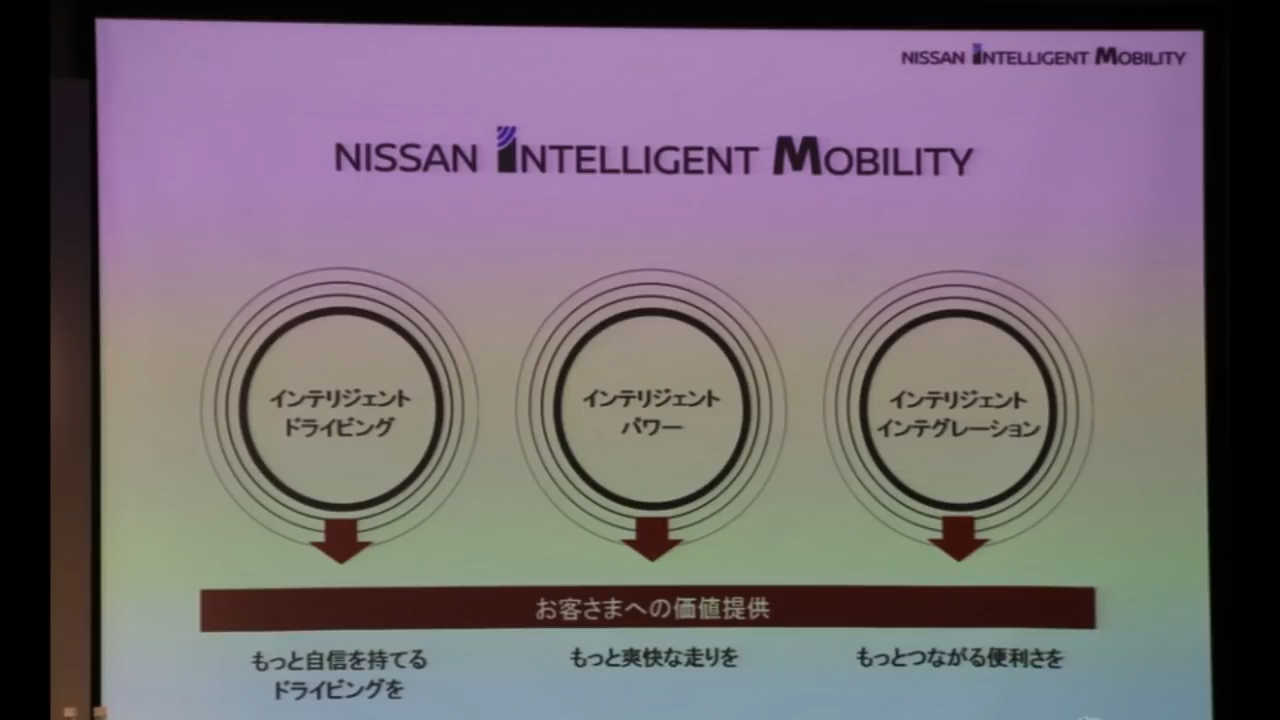 NISSAN INTELLIGENT MOBILITY
NISSAN INTELLIGENT MOBILITY
インテリジェント
ドライビング
インテリジェント
パワー
インテリジェント
インテグレーション
お客さまへの価値提供
もっと自信を持てる
ドライビングを
もっと爽快な走りを
もっとつながる便利さを